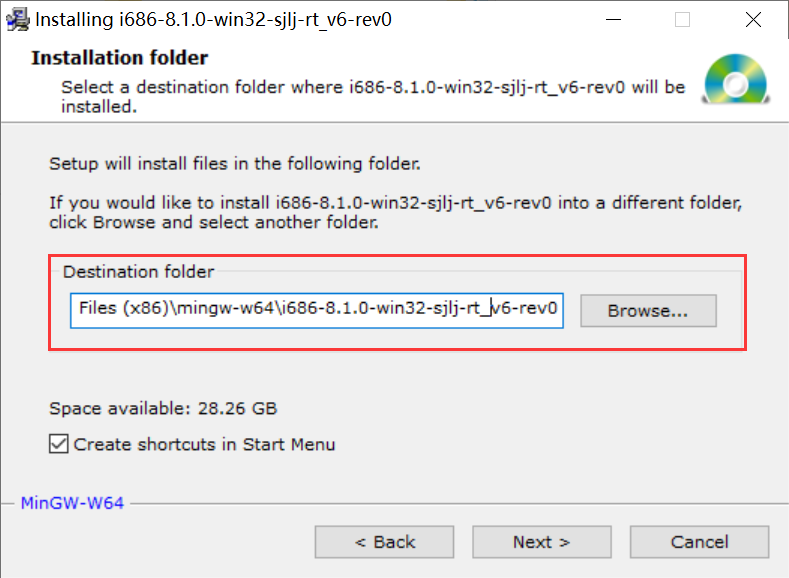 Installing i686-8.1.0-win32-sjlj-rt_v6-rev0
Installation folder
Select a destination folder where i686-8.1.0-win32-sjlj-rt_v6-rev0 will be
installed.
Setup will install files in the following folder.
If you would like to install i686-8.1.0-win32-sjlj-rt_v6-rev0 into a different folder,
click Browse and select another folder.
Destination folder
Files (x86)\mingw-w64\i686-8.1.0-win32-sjlj-rt_v6-rev0
Browse...
Space available: 28.26 GB
Create shortcuts in Start Menu
MinGW-W64
< Back
Next >
Cancel